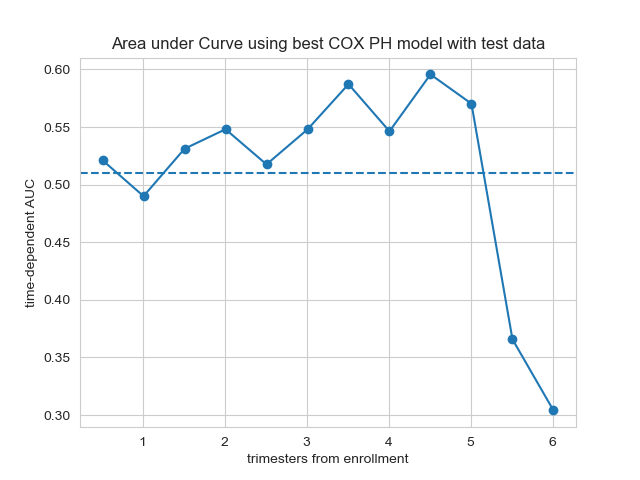 Area under Curve using best COX PH model with test data
time-dependent AUC
0.60
0.55
0.50
0.45
0.40
0.35
0.30
1 2 3 4 5 6
trimesters from enrollment